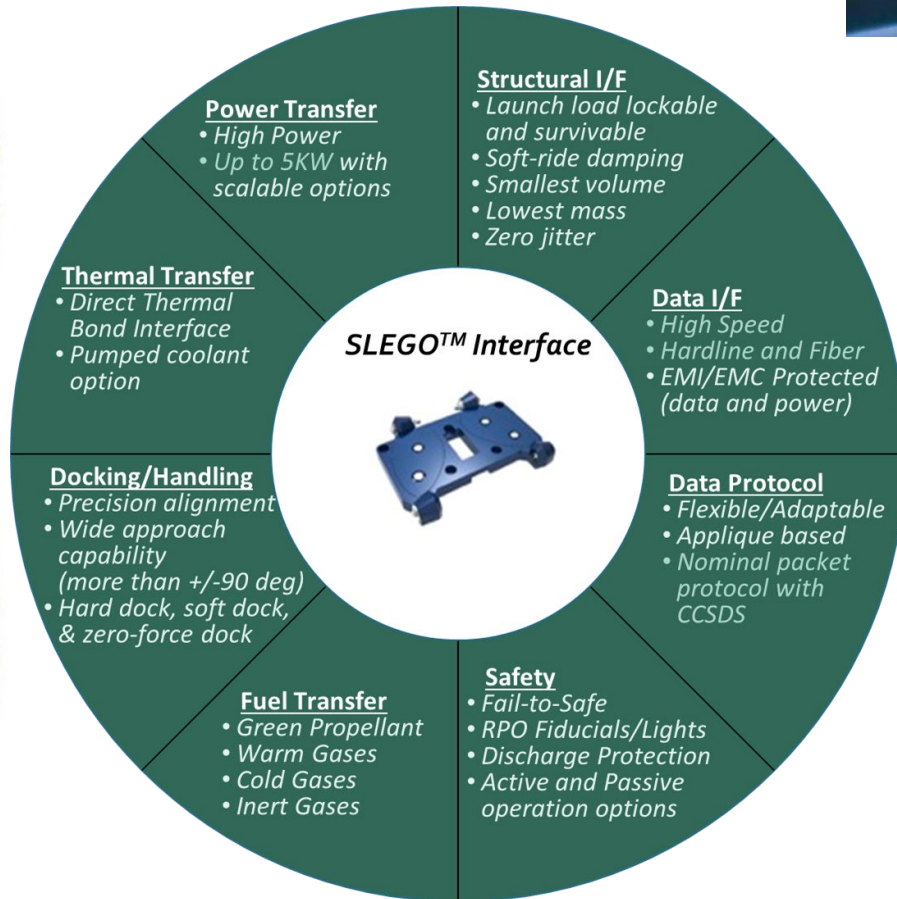 Power Transfer
• High Power
• Up to 5KW with
scalable options
Structural I/F
• Launch load lockable
and survivable
• Soft-ride damping
• Smallest volume
• Lowest mass
• Zero jitter
Thermal Transfer
• Direct Thermal
Bond Interface
• Pumped coolant
option
SLEGO™ Interface
Data I/F
• High Speed
• Hardline and Fiber
• EMI/EMC Protected
(data and power)
Docking/Handling
• Precision alignment
• Wide approach
capability
(more than +/-90 deg)
• Hard dock, soft dock,
& zero-force dock
Data Protocol
• Flexible/Adaptable
• Applique based
• Nominal packet
protocol with
CCSDS
Fuel Transfer
• Green Propellant
• Warm Gases
• Cold Gases
• Inert Gases
Safety
• Fail-to-Safe
• RPO Fiducials/Lights
• Discharge Protection
• Active and Passive
operation options